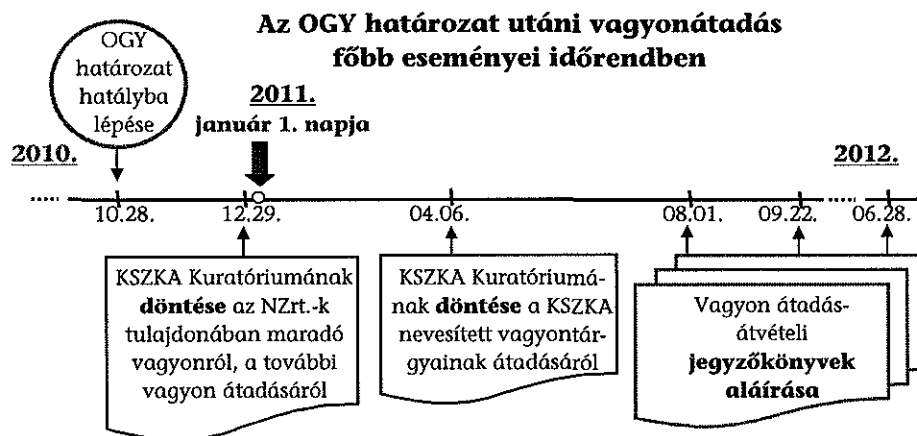 Az OGY határozat utáni vagyonátadás
főbb eseményei időrendben
OGY
határozat
hatályba
lépése
2011.
január 1. napja
2010.
2012.
10.28.
12.29.
04.06.
08.01.
09.22.
06.28.
KSZKA Kuratóriumának
döntése az NZrt.-k
tulajdonában maradó
vagyonról, a további
vagyon átadásáról
KSZKA Kuratóriumá-
nak döntése a KSZKA
nevesített vagyontár-
gyainak átadásáról
Vagyon átadás-
átvételi
jegyzőkönyvek
aláírása